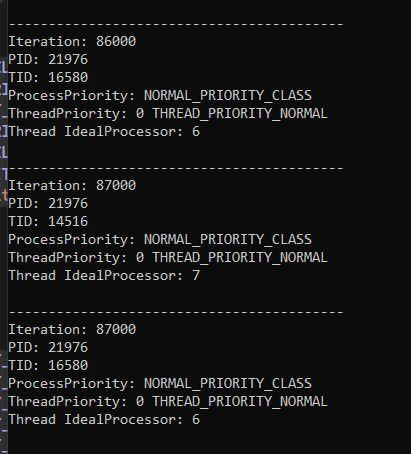 ------------------------------------------
Iteration: 86000
PID: 21976
TID: 16580
ProcessPriority: NORMAL_PRIORITY_CLASS
ThreadPriority: 0 THREAD_PRIORITY_NORMAL
Thread IdealProcessor: 6
------------------------------------------
Iteration: 87000
PID: 21976
TID: 14516
ProcessPriority: NORMAL_PRIORITY_CLASS
ThreadPriority: 0 THREAD_PRIORITY_NORMAL
Thread IdealProcessor: 7
------------------------------------------
Iteration: 87000
PID: 21976
TID: 16580
ProcessPriority: NORMAL_PRIORITY_CLASS
ThreadPriority: 0 THREAD_PRIORITY_NORMAL
Thread IdealProcessor: 6